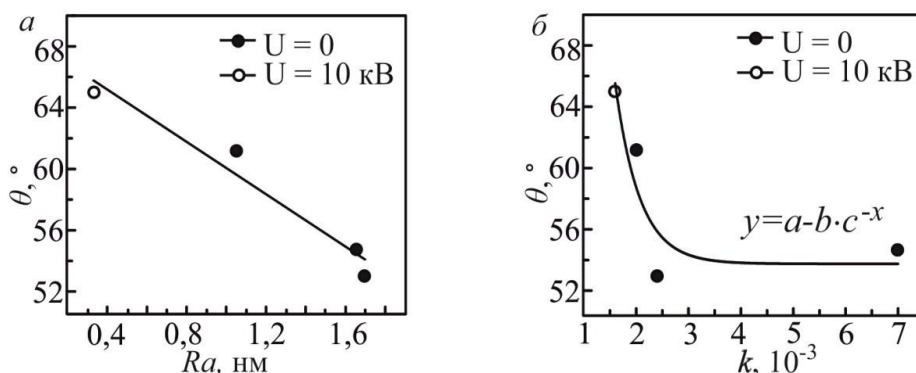 а
68
64
60
56
52
θ, °
U = 0
U = 10 кВ
0,4 0,8 1,2 1,6
Ra, нм
б
68
64
60
56
52
θ, °
U = 0
U = 10 кВ
y=a-b·c⁻ˣ
1 2 3 4 5 6 7
k, 10⁻³